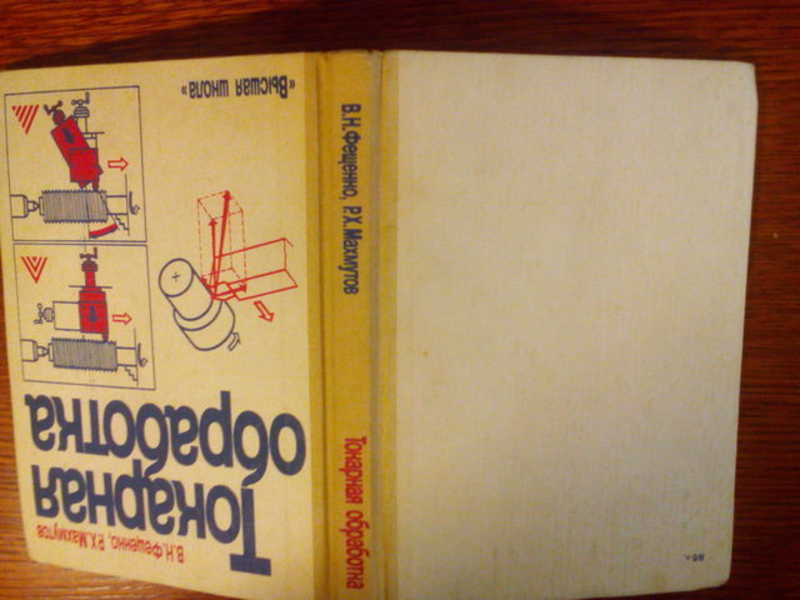 В.Н.Фещенко, Р.Х.Махмутов
Токарная
обработка
«Высшая школа»
В.Н.Фещенко, Р.Х.Махмутов
Токарная обработка